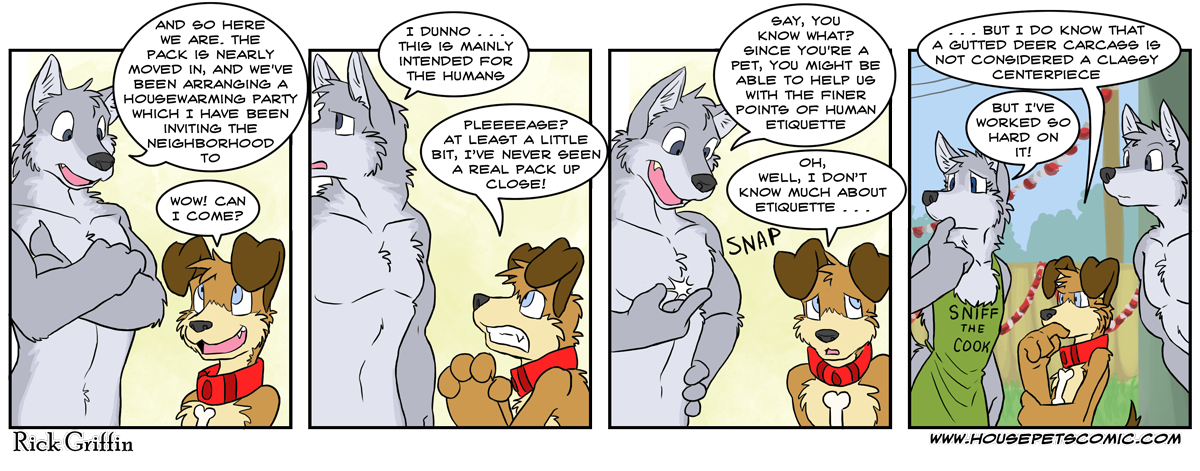 AND SO HERE
WE ARE. THE
PACK IS NEARLY
MOVED IN, AND WE'VE
BEEN ARRANGING A
HOUSEWARMING PARTY
WHICH I HAVE BEEN
INVITING THE
NEIGHBORHOOD
TO
WOW! CAN
I COME?
I DUNNO . . .
THIS IS MAINLY
INTENDED FOR
THE HUMANS
PLEEEEASE?
AT LEAST A LITTLE
BIT, I'VE NEVER SEEN
A REAL PACK UP
CLOSE!
SAY, YOU
KNOW WHAT?
SINCE YOU'RE A
PET, YOU MIGHT BE
ABLE TO HELP US
WITH THE FINER
POINTS OF HUMAN
ETIQUETTE
SNAP
OH,
WELL, I DON'T
KNOW MUCH ABOUT
ETIQUETTE . . .
. . . BUT I DO KNOW THAT
A GUTTED DEER CARCASS IS
NOT CONSIDERED A CLASSY
CENTERPIECE
BUT I'VE
WORKED SO
HARD ON
IT!
SNIFF
THE
COOK
Rick Griffin
WWW.HOUSEPETSCOMIC.COM